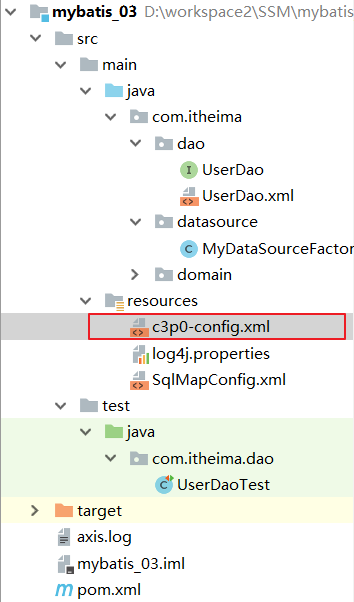 mybatis_03 D:\workspace2\SSM\mybatis
src
main
java
com.itheima
dao
UserDao
UserDao.xml
datasource
MyDataSourceFactor
domain
resources
c3p0-config.xml
log4j.properties
SqlMapConfig.xml
test
java
com.itheima.dao
UserDaoTest
target
axis.log
mybatis_03.iml
pom.xml